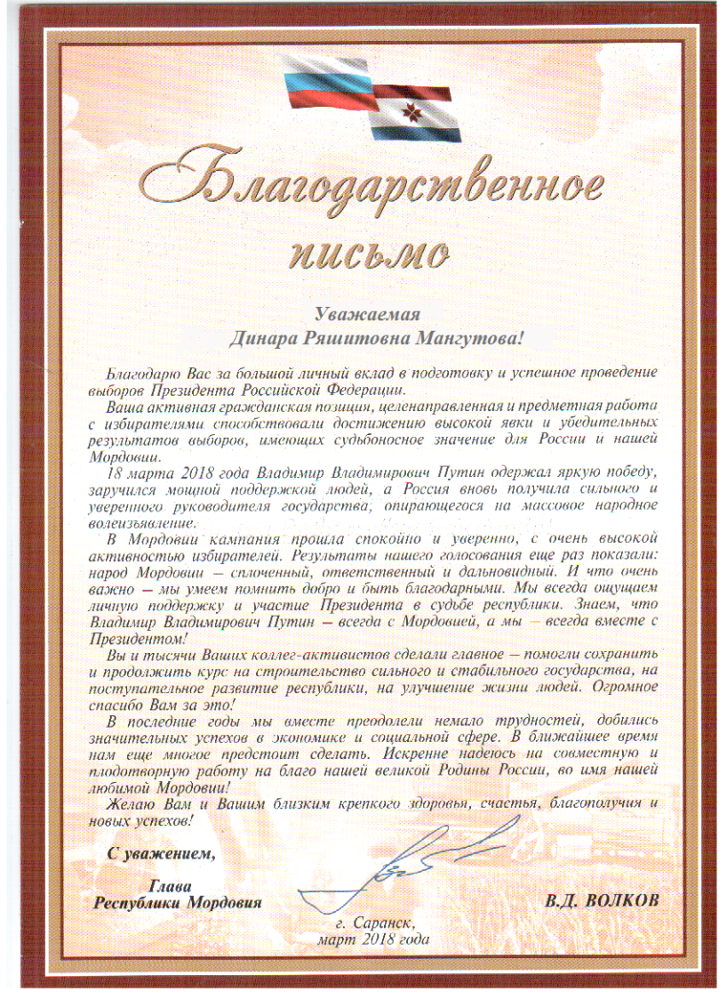 Благодарственное
письмо
Уважаемая
Динара Ряшитовна Мангутова!
Благодарю Вас за большой личный вклад в подготовку и успешное проведение
выборов Президента Российской Федерации.
Ваша активная гражданская позиция, целенаправленная и предметная работа
с избирателями способствовали достижению высокой явки и убедительных
результатов выборов, имеющих судьбоносное значение для России и нашей
Мордовии.
18 марта 2018 года Владимир Владимирович Путин одержал яркую победу,
заручился мощной поддержкой людей, а Россия вновь получила сильного и
уверенного руководителя государства, опирающегося на массовое народное
волеизъявление.
В Мордовии кампания прошла спокойно и уверенно, с очень высокой
активностью избирателей. Результаты нашего голосования еще раз показали:
народ Мордовии – сплоченный, ответственный и дальновидный. И что очень
важно – мы умеем помнить добро и быть благодарными. Мы всегда ощущаем
личную поддержку и участие Президента в судьбе республики. Знаем, что
Владимир Владимирович Путин – всегда с Мордовией, а мы – всегда вместе с
Президентом!
Вы и тысячи Ваших коллег-активистов сделали главное – помогли сохранить
и продолжить курс на строительство сильного и стабильного государства, на
поступательное развитие республики, на улучшение жизни людей. Огромное
спасибо Вам за это!
В последние годы мы вместе преодолели немало трудностей, добились
значительных успехов в экономике и социальной сфере. В ближайшее время
нам еще многое предстоит сделать. Искренне надеюсь на совместную и
плодотворную работу на благо нашей великой Родины России, во имя нашей
любимой Мордовии!
Желаю Вам и Вашим близким крепкого здоровья, счастья, благополучия и
новых успехов!
С уважением,
Глава
Республики Мордовия
В.Д. ВОЛКОВ
г. Саранск,
март 2018 года